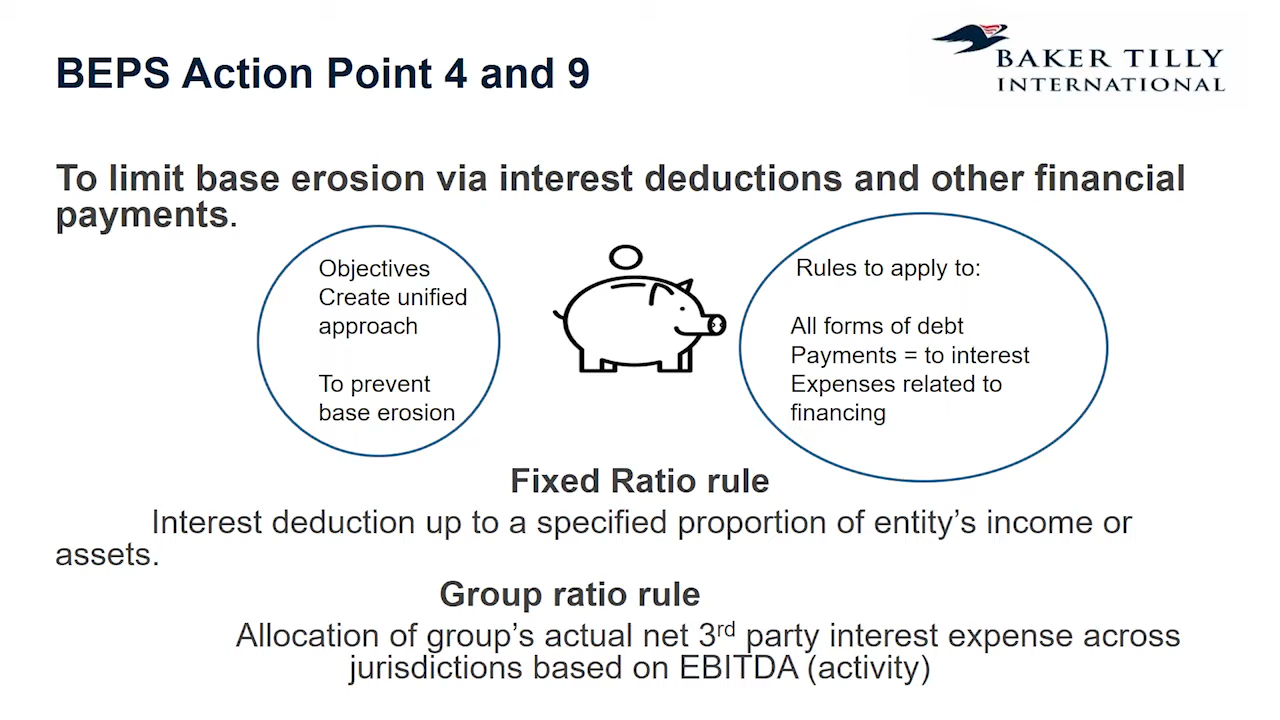 BEPS Action Point 4 and 9
BAKER TILLY
INTERNATIONAL
To limit base erosion via interest deductions and other financial
payments.
Objectives
Create unified
approach
To prevent
base erosion
Rules to apply to:
All forms of debt
Payments = to interest
Expenses related to
financing
Fixed Ratio rule
Interest deduction up to a specified proportion of entity’s income or
assets.
Group ratio rule
Allocation of group’s actual net 3rd party interest expense across
jurisdictions based on EBITDA (activity)